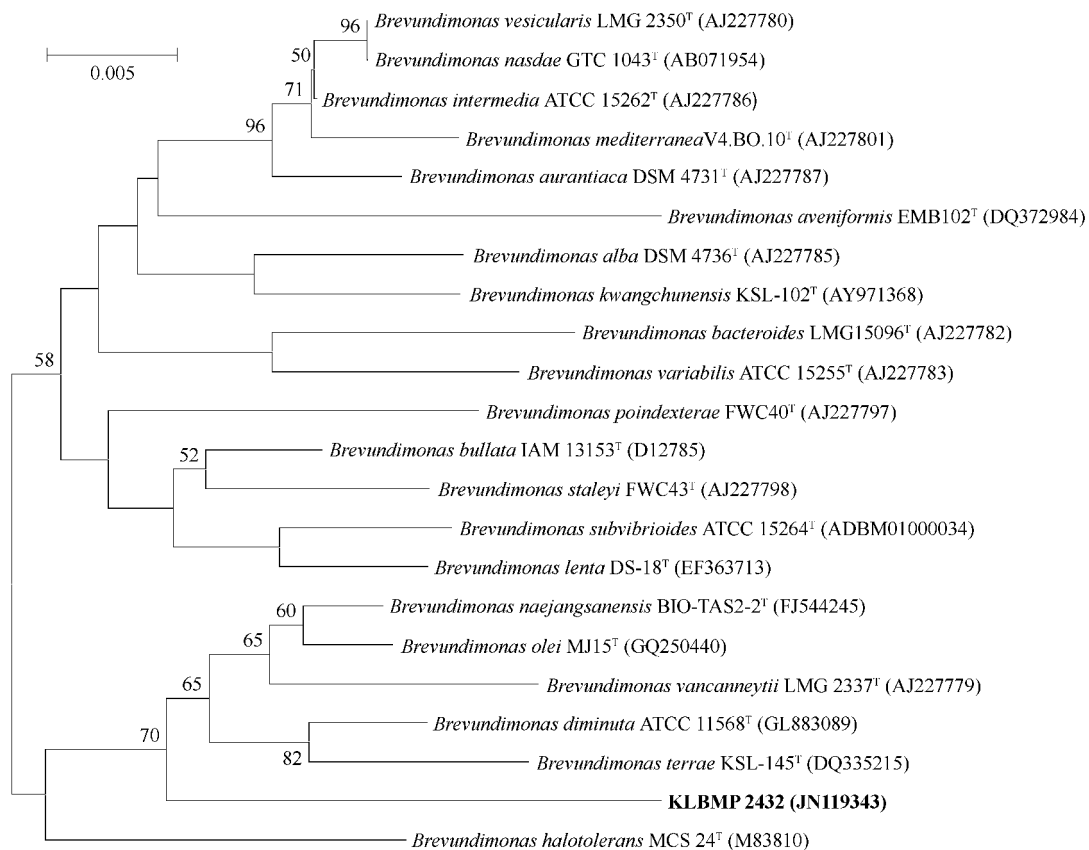 96
Brevundimonas vesicularis LMG 2350ᵀ (AJ227780)
Brevundimonas nasdae GTC 1043ᵀ (AB071954)
0.005
50
Brevundimonas intermedia ATCC 15262ᵀ (AJ227786)
71
Brevundimonas mediterraneaV4.BO.10ᵀ (AJ227801)
96
Brevundimonas aurantiaca DSM 4731ᵀ (AJ227787)
Brevundimonas aveniformis EMB102ᵀ (DQ372984)
Brevundimonas alba DSM 4736ᵀ (AJ227785)
Brevundimonas kwangchunensis KSL-102ᵀ (AY971368)
Brevundimonas bacteroides LMG15096ᵀ (AJ227782)
58
Brevundimonas variabilis ATCC 15255ᵀ (AJ227783)
Brevundimonas poindexterae FWC40ᵀ (AJ227797)
52
Brevundimonas bullata IAM 13153ᵀ (D12785)
Brevundimonas staleyi FWC43ᵀ (AJ227798)
Brevundimonas subvibrioides ATCC 15264ᵀ (ADBM01000034)
Brevundimonas lenta DS-18ᵀ (EF363713)
60
Brevundimonas naejangsanensis BIO-TAS2-2ᵀ (FJ544245)
65
Brevundimonas olei MJ15ᵀ (GQ250440)
65
Brevundimonas vancanneytii LMG 2337ᵀ (AJ227779)
70
Brevundimonas diminuta ATCC 11568ᵀ (GL883089)
82
Brevundimonas terrae KSL-145ᵀ (DQ335215)
KLBMP 2432 (JN119343)
Brevundimonas halotolerans MCS 24ᵀ (M83810)